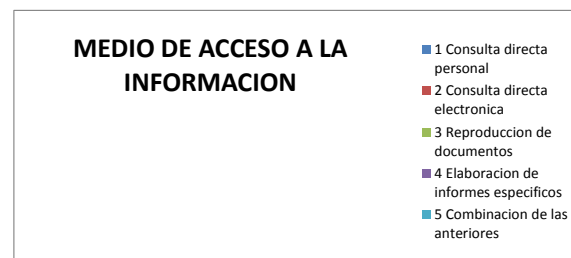 MEDIO DE ACCESO A LA
INFORMACION
1 Consulta directa
personal
2 Consulta directa
electronica
3 Reproduccion de
documentos
4 Elaboracion de
informes especificos
5 Combinacion de las
anteriores